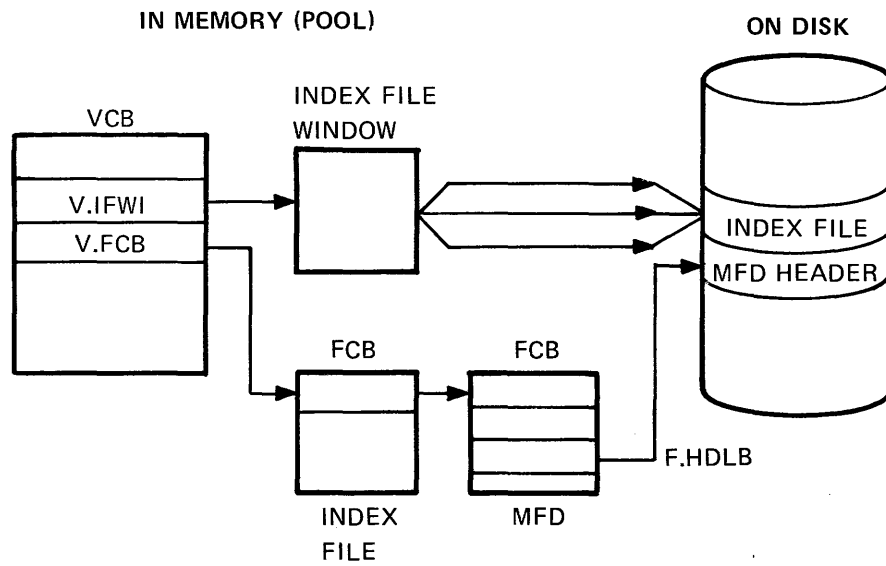 IN MEMORY (POOL)
ON DISK
VCB
INDEX FILE
WINDOW
V.IFWI
V.FCB
INDEX FILE
MFD HEADER
FCB
FCB
F.HDLB
INDEX
FILE
MFD